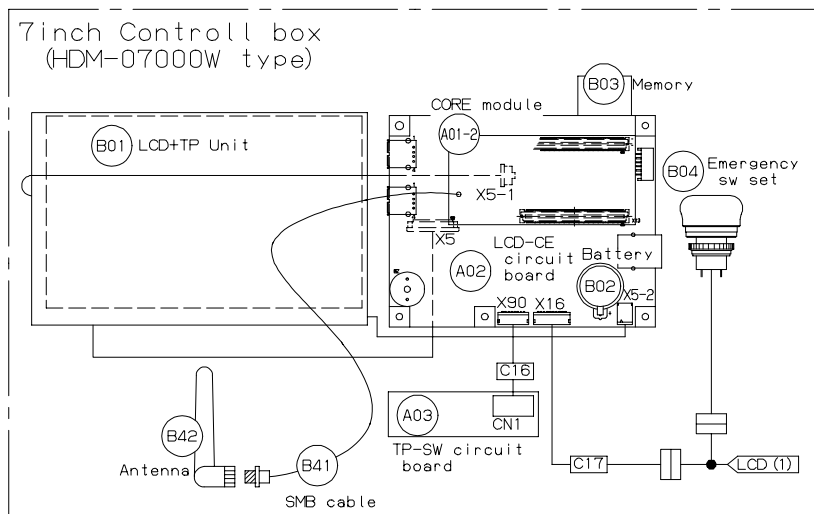 7inch Controll box
(HDM-07000W type)
B03 Memory
CORE module
A01-2
B01 LCD+TP Unit
B04 Emergency
sw set
X5-1
X5
LCD-CE
circuit
board
Battery
A02
B02
X5-2
X90
X16
C16
A03
CN1
TP-SW circuit
board
B42
Antenna
B41
SMB cable
C17
LCD (1)